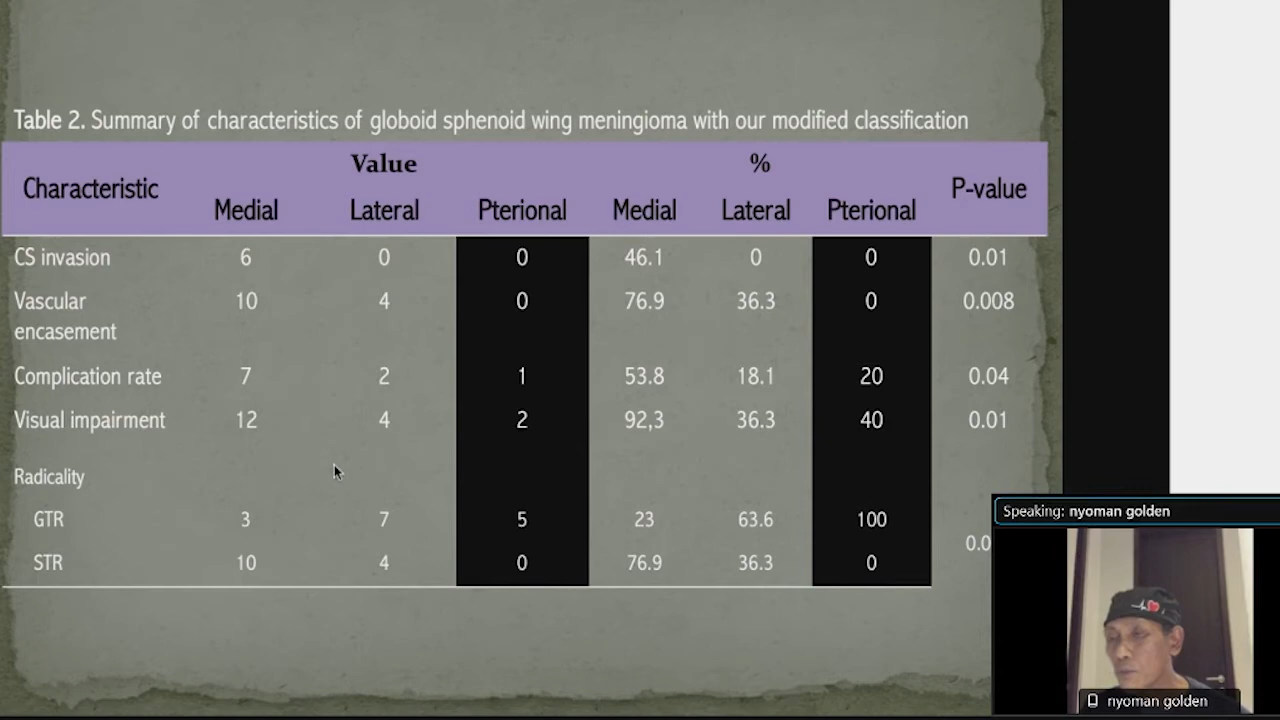 Table 2. Summary of characteristics of globoid sphenoid wing meningioma with our modified classification
Value %
Characteristic P-value
Medial Lateral Pterional Medial Lateral Pterional
CS invasion 6 0 0 46.1 0 0 0.01
Vascular 10 4 0 76.9 36.3 0 0.008
encasement
Complication rate 7 2 1 53.8 18.1 20 0.04
Visual impairment 12 4 2 92,3 36.3 40 0.01
Radicality
GTR 3 7 5 23 63.6 100
STR 10 4 0 76.9 36.3 0
Speaking: nyoman golden
nyoman golden